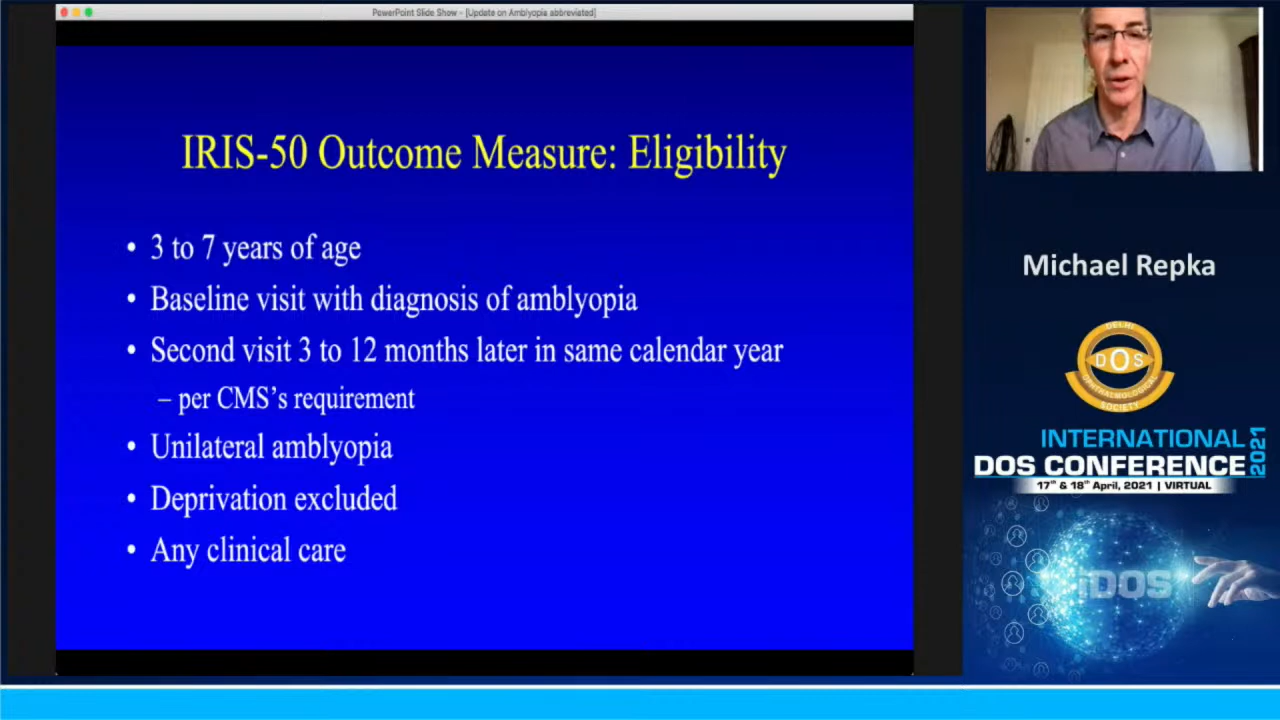 PowerPoint Slide Show - [Update on Amblyopia abbreviated]
IRIS-50 Outcome Measure: Eligibility
• 3 to 7 years of age
• Baseline visit with diagnosis of amblyopia
• Second visit 3 to 12 months later in same calendar year
– per CMS's requirement
• Unilateral amblyopia
• Deprivation excluded
• Any clinical care
Michael Repka
DELHI
DOS
OPHTHALMOLOGICAL
SOCIETY
INTERNATIONAL
DOS CONFERENCE
2021
17th & 18th April, 2021 | VIRTUAL
iDOS